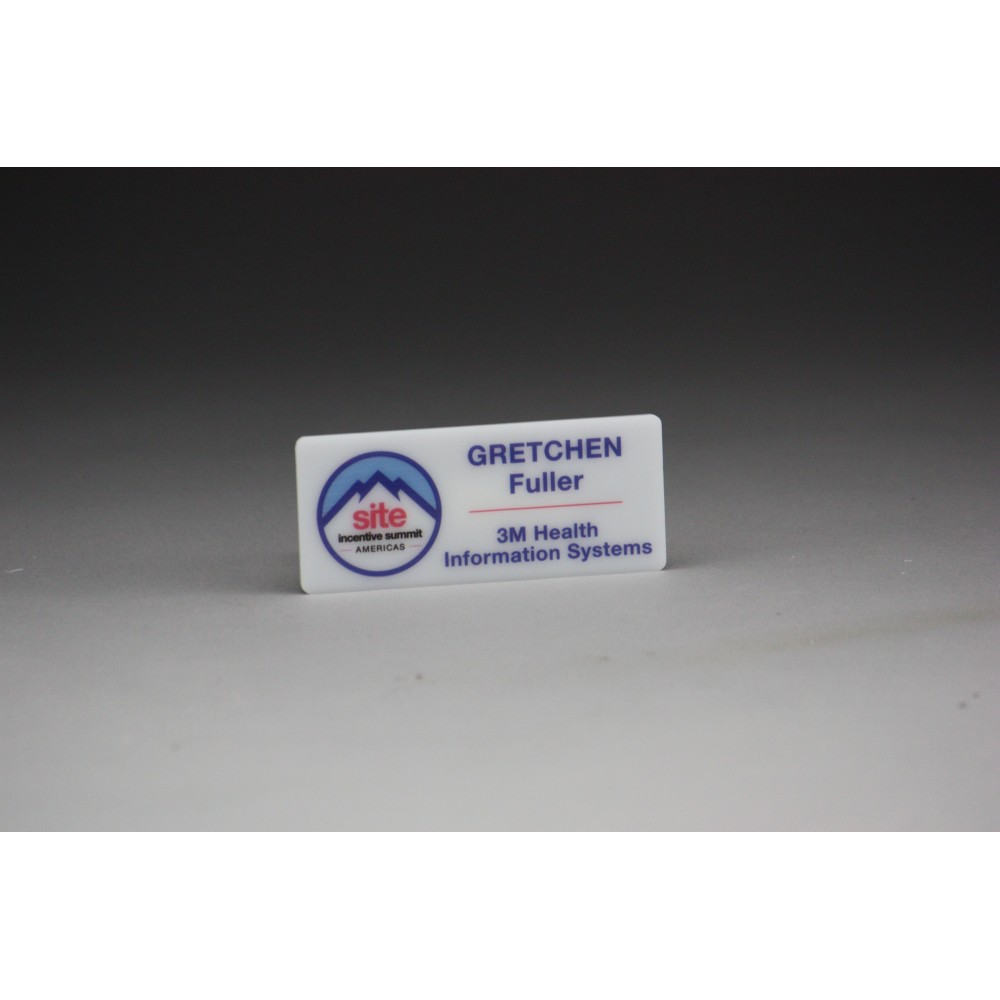 site
incentive summit
AMERICAS
GRETCHEN
Fuller
3M Health
Information Systems